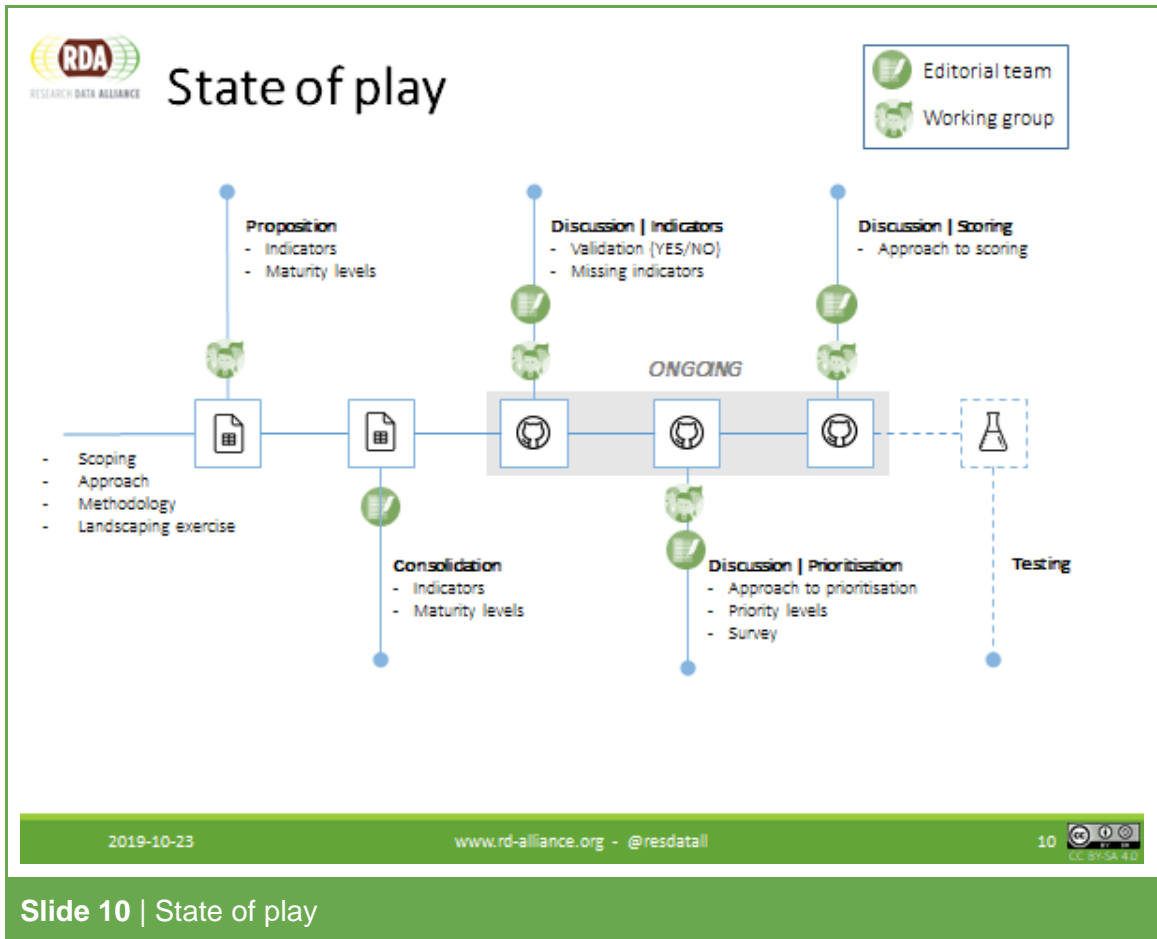 RDA
RESEARCH DATA ALLIANCE
State of play
Editorial team
Working group
Proposition
- Indicators
- Maturity levels
Discussion | Indicators
- Validation (YES/NO)
- Missing indicators
Discussion | Scoring
- Approach to scoring
ONGOING
- Scoping
- Approach
- Methodology
- Landscaping exercise
Consolidation
- Indicators
- Maturity levels
Discussion | Prioritisation
- Approach to prioritisation
- Priority levels
- Survey
Testing
2019-10-23
www.rd-alliance.org - @resdatall
10
cc
BY SA
CC BY-SA 4.0
Slide 10 | State of play